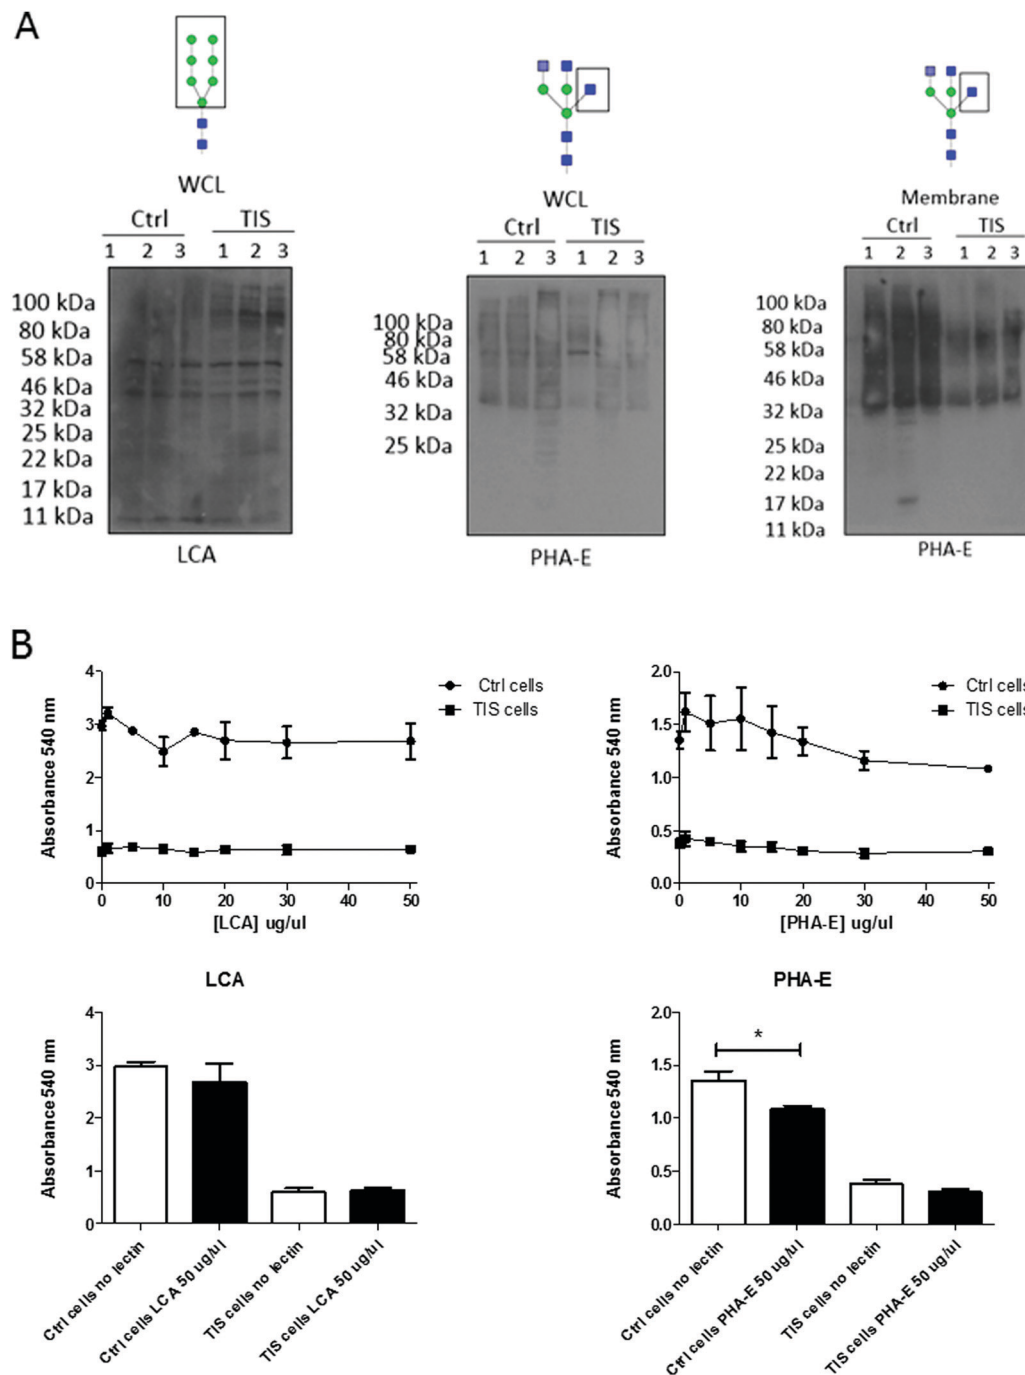 A
WCL
Ctrl TIS
1 2 3 1 2 3
100 kDa
80 kDa
58 kDa
46 kDa
32 kDa
25 kDa
22 kDa
17 kDa
11 kDa
LCA
WCL
Ctrl TIS
1 2 3 1 2 3
100 kDa
80 kDa
58 kDa
46 kDa
32 kDa
25 kDa
PHA-E
Membrane
Ctrl TIS
1 2 3 1 2 3
100 kDa
80 kDa
58 kDa
46 kDa
32 kDa
25 kDa
22 kDa
17 kDa
11 kDa
PHA-E
B
Absorbance 540 nm
4
3
2
1
0
0 10 20 30 40 50
[LCA] ug/ul
Ctrl cells
TIS cells
Absorbance 540 nm
2.0
1.5
1.0
0.5
0.0
0 10 20 30 40 50
[PHA-E] ug/ul
Ctrl cells
TIS cells
LCA
Absorbance 540 nm
4
3
2
1
0
Ctrl cells no lectin
Ctrl cells LCA 50 ug/ul
TIS cells no lectin
TIS cells LCA 50 ug/ul
PHA-E
Absorbance 540 nm
2.0
1.5
1.0
0.5
0.0
*
Ctrl cells no lectin
Ctrl cells PHA-E 50 ug/ul
TIS cells no lectin
TIS cells PHA-E 50 ug/ul